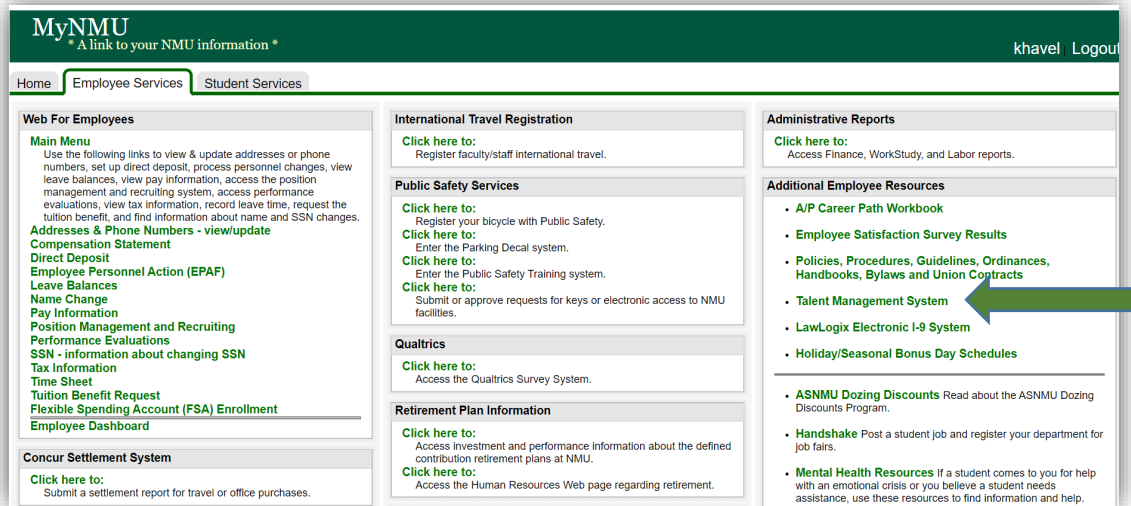 MyNMU
* A link to your NMU information *
khavel | Logout
Home
Employee Services
Student Services
Web For Employees
Main Menu
Use the following links to view & update addresses or phone
numbers, set up direct deposit, process personnel changes, view
leave balances, view pay information, access the position
management and recruiting system, access performance
evaluations, view tax information, record leave time, request the
tuition benefit, and find information about name and SSN changes.
Addresses & Phone Numbers - view/update
Compensation Statement
Direct Deposit
Employee Personnel Action (EPAF)
Leave Balances
Name Change
Pay Information
Position Management and Recruiting
Performance Evaluations
SSN - information about changing SSN
Tax Information
Time Sheet
Tuition Benefit Request
Flexible Spending Account (FSA) Enrollment
Employee Dashboard
Concur Settlement System
Click here to:
Submit a settlement report for travel or office purchases.
International Travel Registration
Click here to:
Register faculty/staff international travel.
Public Safety Services
Click here to:
Register your bicycle with Public Safety.
Click here to:
Enter the Parking Decal system.
Click here to:
Enter the Public Safety Training system.
Click here to:
Submit or approve requests for keys or electronic access to NMU
facilities.
Qualtrics
Click here to:
Access the Qualtrics Survey System.
Retirement Plan Information
Click here to:
Access investment and performance information about the defined
contribution retirement plans at NMU.
Click here to:
Access the Human Resources Web page regarding retirement.
Administrative Reports
Click here to:
Access Finance, WorkStudy, and Labor reports.
Additional Employee Resources
• A/P Career Path Workbook
• Employee Satisfaction Survey Results
• Policies, Procedures, Guidelines, Ordinances,
Handbooks, Bylaws and Union Contracts
• Talent Management System
• LawLogix Electronic I-9 System
• Holiday/Seasonal Bonus Day Schedules
• ASNMU Dozing Discounts Read about the ASNMU Dozing
Discounts Program.
• Handshake Post a student job and register your department for
job fairs.
• Mental Health Resources If a student comes to you for help
with an emotional crisis or you believe a student needs
assistance, use these resources to find information and help.